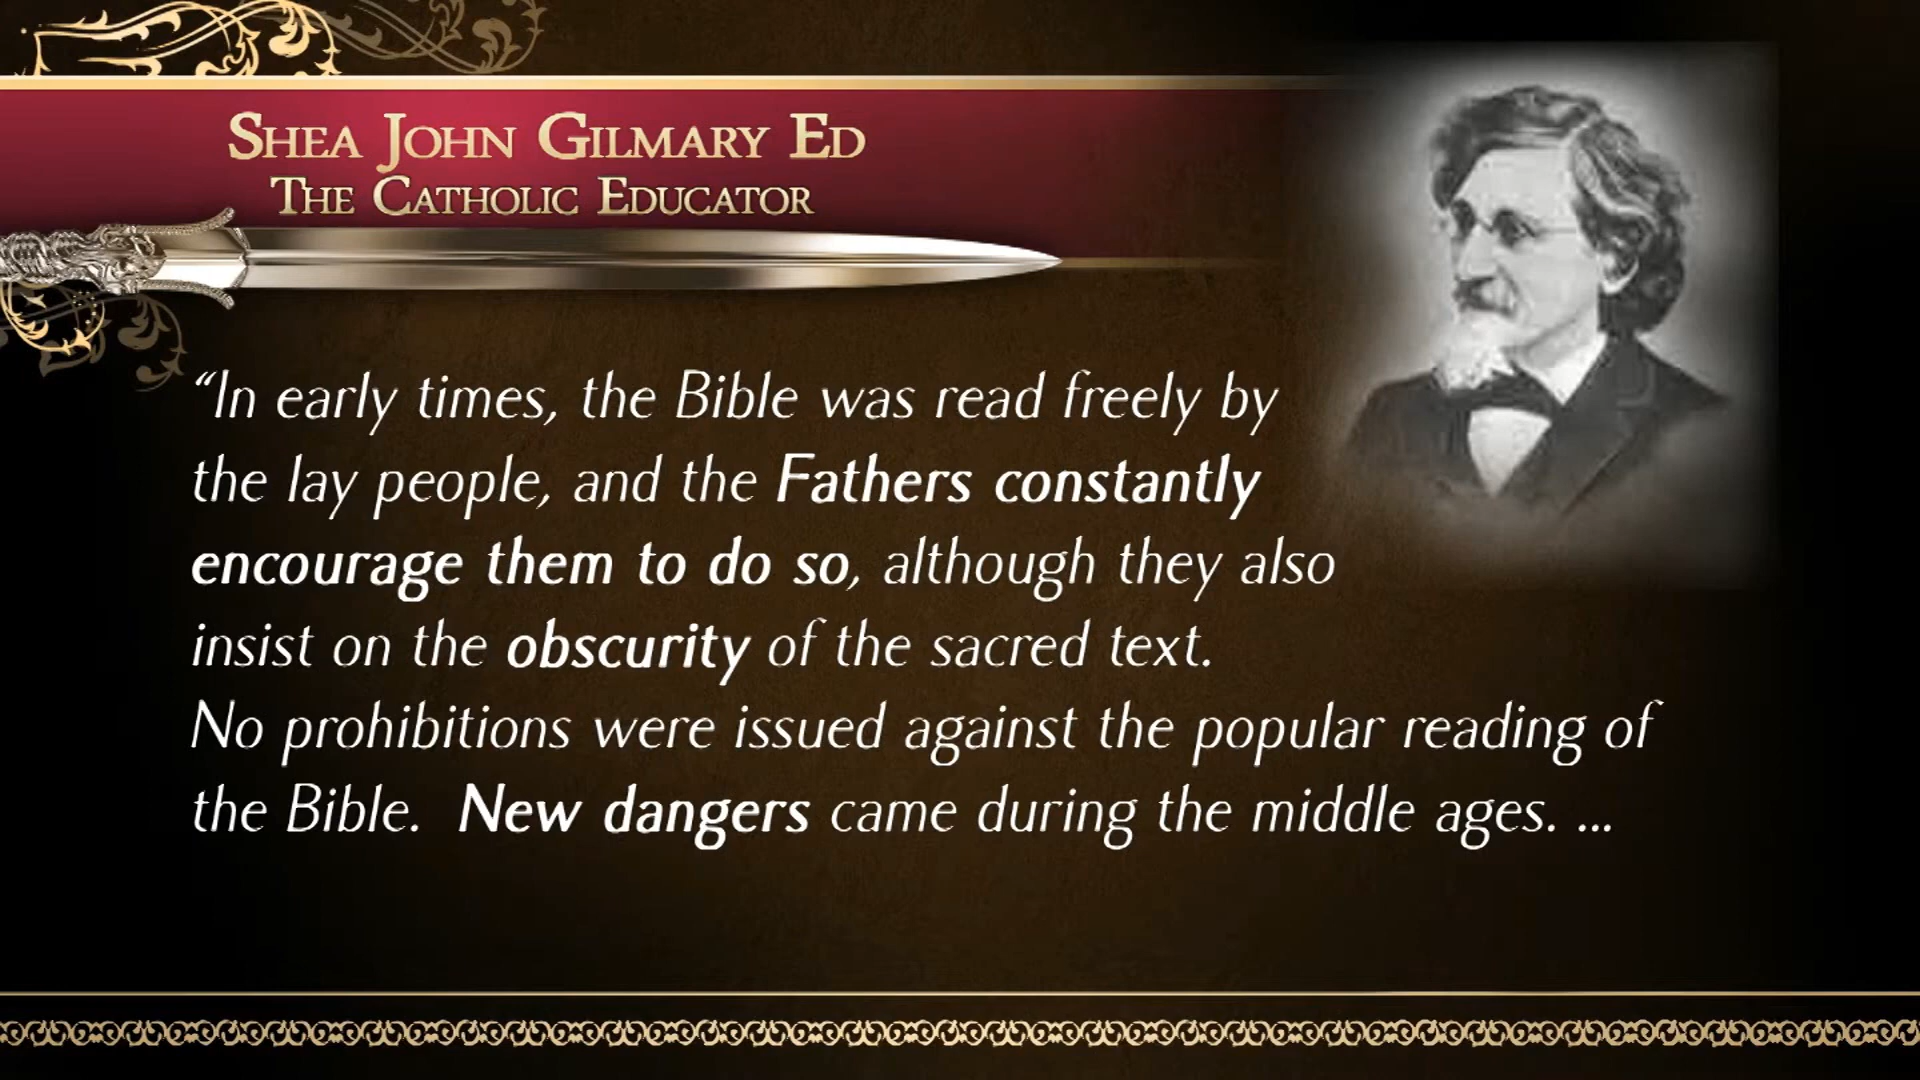 Shea John Gilmary Ed
The Catholic Educator
“In early times, the Bible was read freely by
the lay people, and the Fathers constantly
encourage them to do so, although they also
insist on the obscurity of the sacred text.
No prohibitions were issued against the popular reading of
the Bible. New dangers came during the middle ages. ...